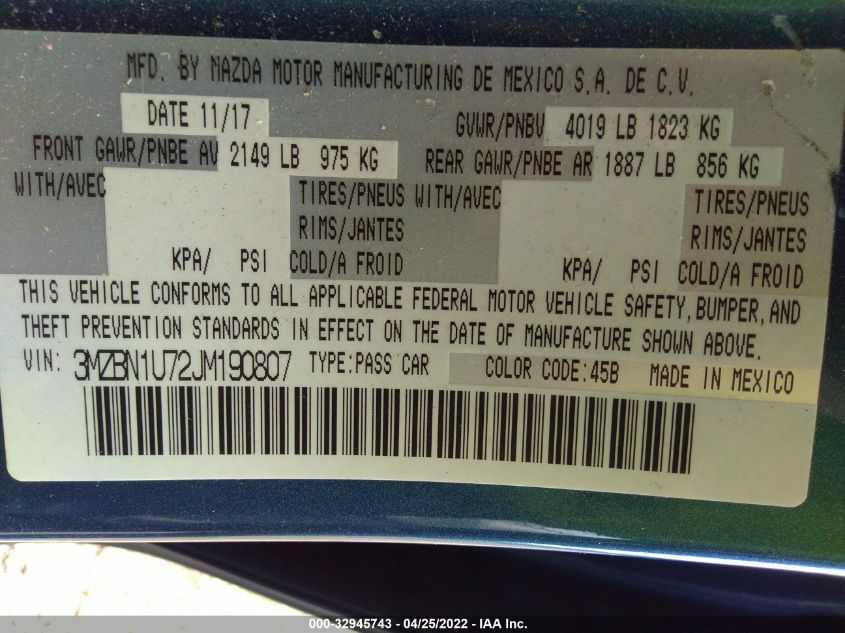 MFD. BY MAZDA MOTOR MANUFACTURING DE MEXICO S.A. DE C.V.
DATE 11/17 GVWR/PNBV 4019 LB 1823 KG
FRONT GAWR/PNBE AV 2149 LB 975 KG REAR GAWR/PNBE AR 1887 LB 856 KG
WITH/AVEC TIRES/PNEUS WITH/AVEC TIRES/PNEUS
RIMS/JANTES RIMS/JANTES
KPA/ PSI COLD/A FROID KPA/ PSI COLD/A FROID
THIS VEHICLE CONFORMS TO ALL APPLICABLE FEDERAL MOTOR VEHICLE SAFETY, BUMPER, AND
THEFT PREVENTION STANDARDS IN EFFECT ON THE DATE OF MANUFACTURE SHOWN ABOVE.
VIN: 3MZBN1U72JM190807 TYPE:PASS CAR COLOR CODE:45B MADE IN MEXICO
000-32945743 - 04/25/2022 - IAA Inc.